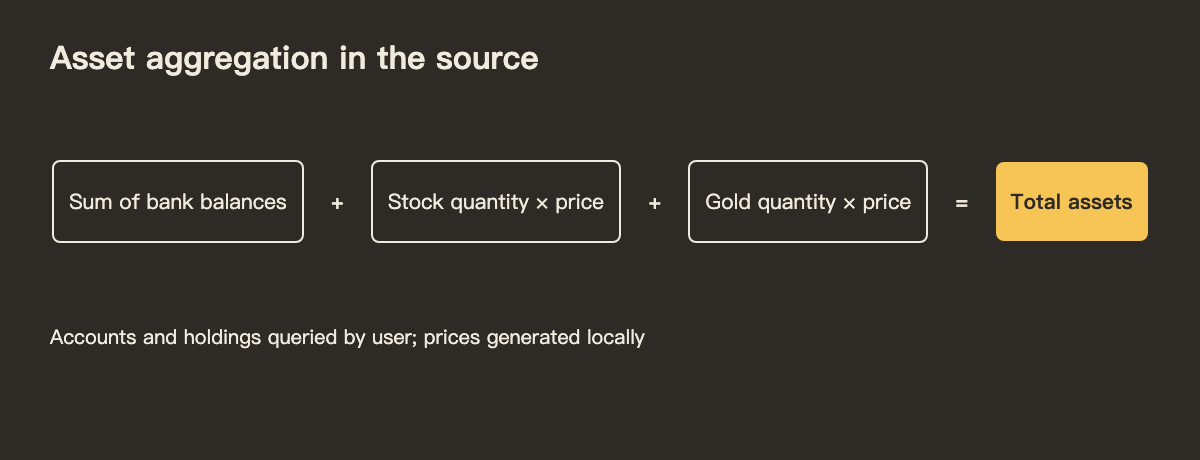 Asset aggregation in the source
Sum of bank balances + Stock quantity × price + Gold quantity × price = Total assets
Accounts and holdings queried by user; prices generated locally